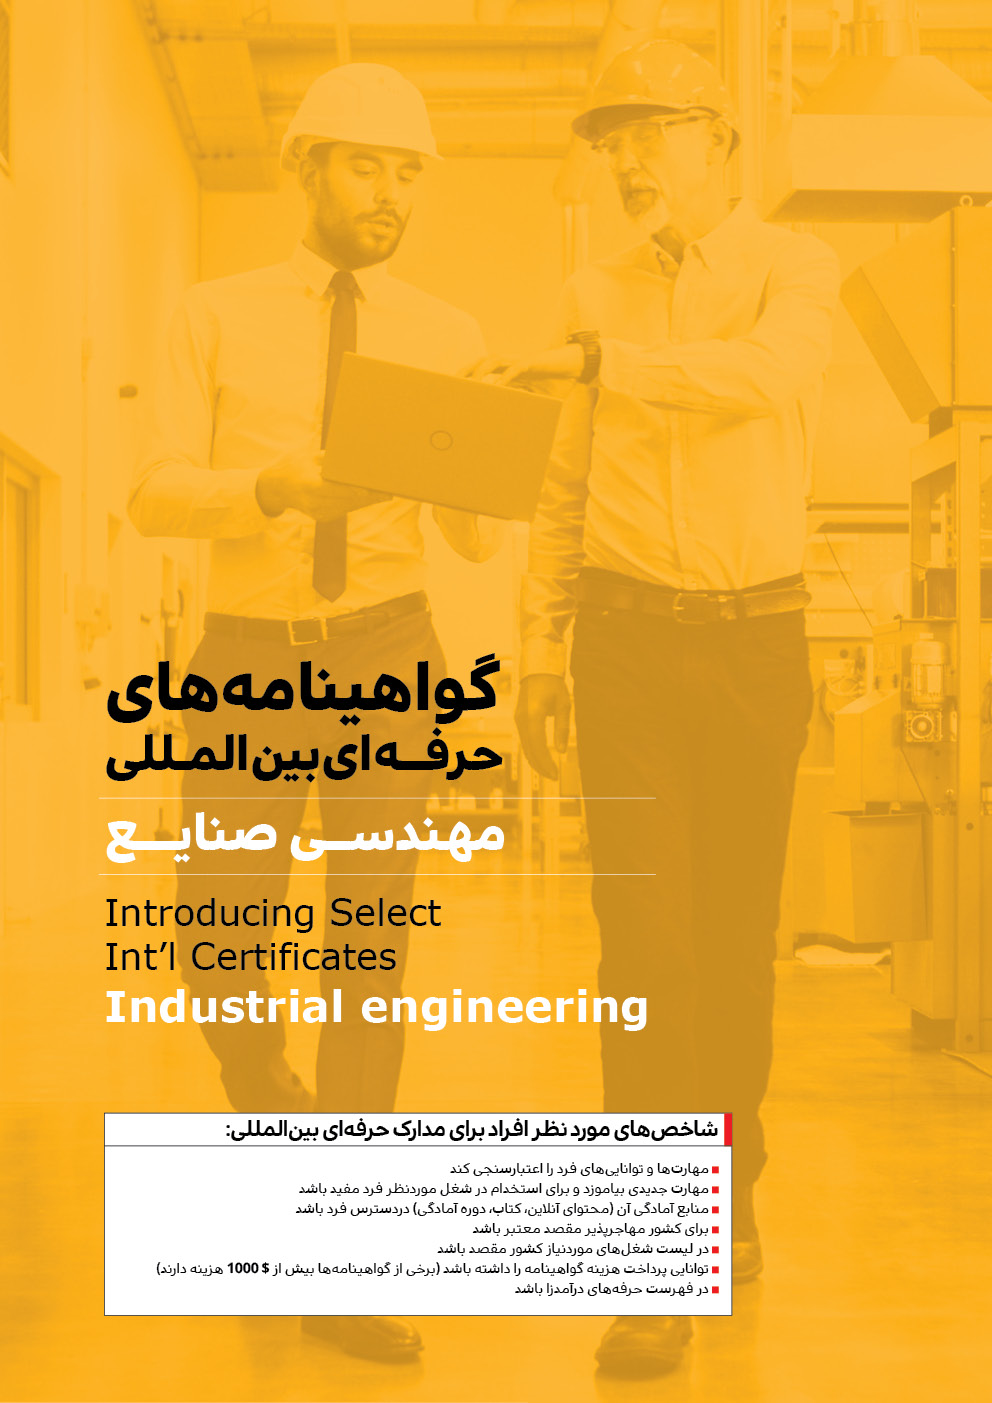 گواهینامه‌های
حرفــه‌ای بین‌المـللی
مهندســی صنایــع
Introducing Select
Int’l Certificates
Industrial engineering
شاخص‌های مورد نظر افراد برای مدارک حرفه‌ای بین‌المللی:
■ مهارت‌ها و توانایی‌های فرد را اعتبارسنجی کند
■ مهارت جدیدی بیاموزد و برای استخدام در شغل موردنظر فرد مفید باشد
■ منابع آمادگی آن (محتوای آنلاین، کتاب، دوره آمادگی) دردسترس فرد باشد
■ برای کشور مهاجرپذیر مقصد معتبر باشد
■ در لیست شغل‌های موردنیاز کشور مقصد باشد
■ توانایی پرداخت هزینه گواهینامه را داشته باشد (برخی از گواهینامه‌ها بیش از $ 1000 هزینه دارند)
■ در فهرست حرفه‌های درآمدزا باشد